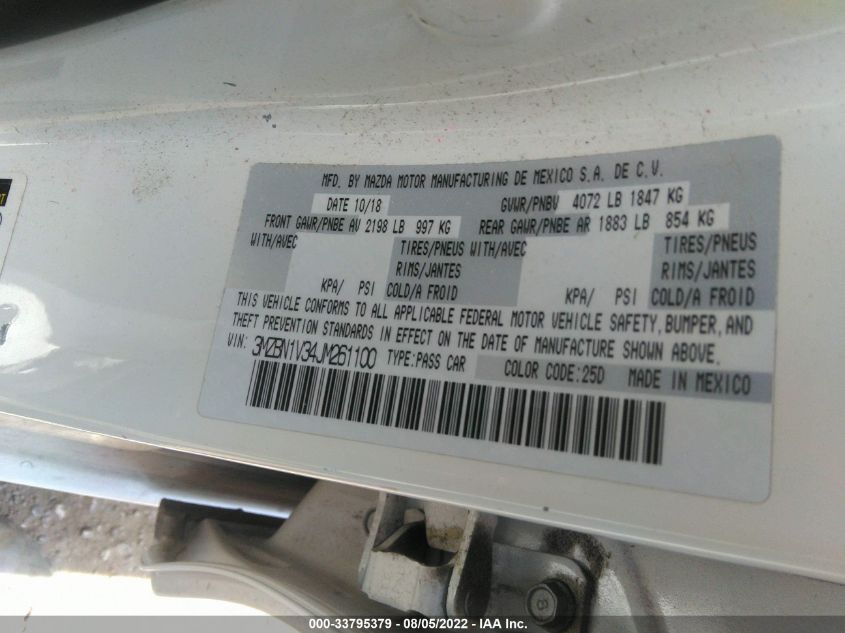 MFD. BY MAZDA MOTOR MANUFACTURING DE MEXICO S.A. DE C.V.
DATE 10/18 GVWR/PNBV 4072 LB 1847 KG
FRONT GAWR/PNBE AV 2198 LB 997 KG REAR GAWR/PNBE AR 1883 LB 854 KG
WITH/AVEC TIRES/PNEUS WITH/AVEC TIRES/PNEUS
RIMS/JANTES RIMS/JANTES
KPA/ PSI COLD/A FROID KPA/ PSI COLD/A FROID
THIS VEHICLE CONFORMS TO ALL APPLICABLE FEDERAL MOTOR VEHICLE SAFETY, BUMPER, AND
THEFT PREVENTION STANDARDS IN EFFECT ON THE DATE OF MANUFACTURE SHOWN ABOVE.
VIN: 3MZBN1V34JM261100 TYPE:PASS CAR COLOR CODE:25D MADE IN MEXICO
8
000-33795379 - 08/05/2022 - IAA Inc.